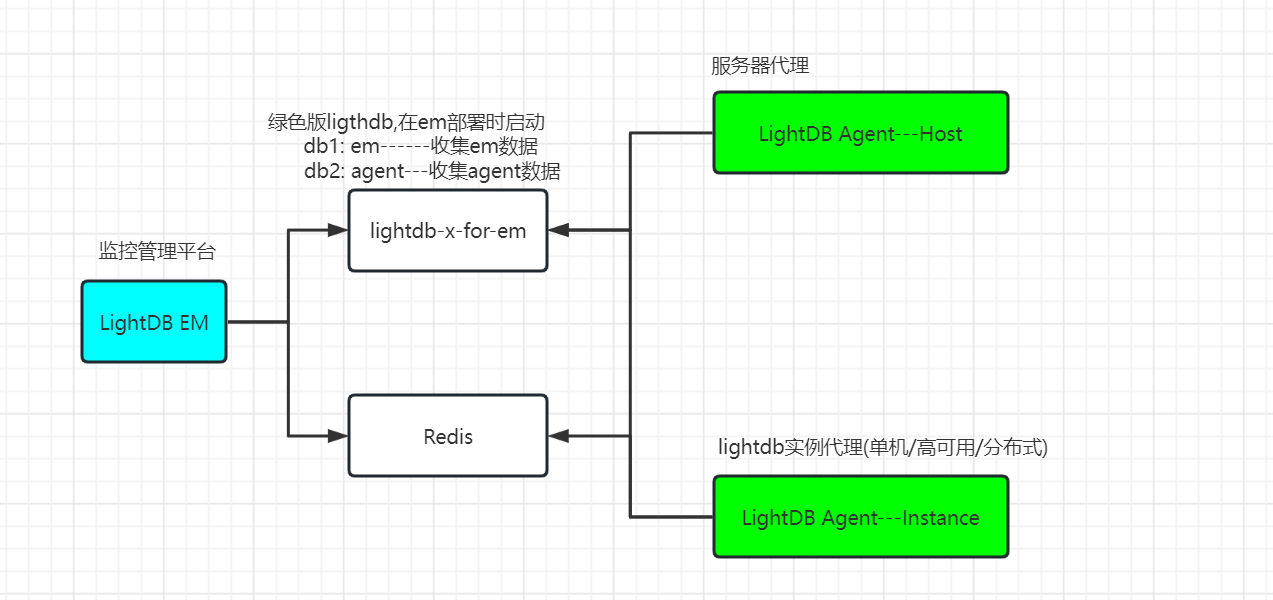 服务器代理
LightDB Agent---Host
绿色版ligthdb,在em部署时启动
db1: em------收集em数据
db2: agent---收集agent数据
lightdb-x-for-em
监控管理平台
LightDB EM
Redis
lightdb实例代理(单机/高可用/分布式)
LightDB Agent---Instance